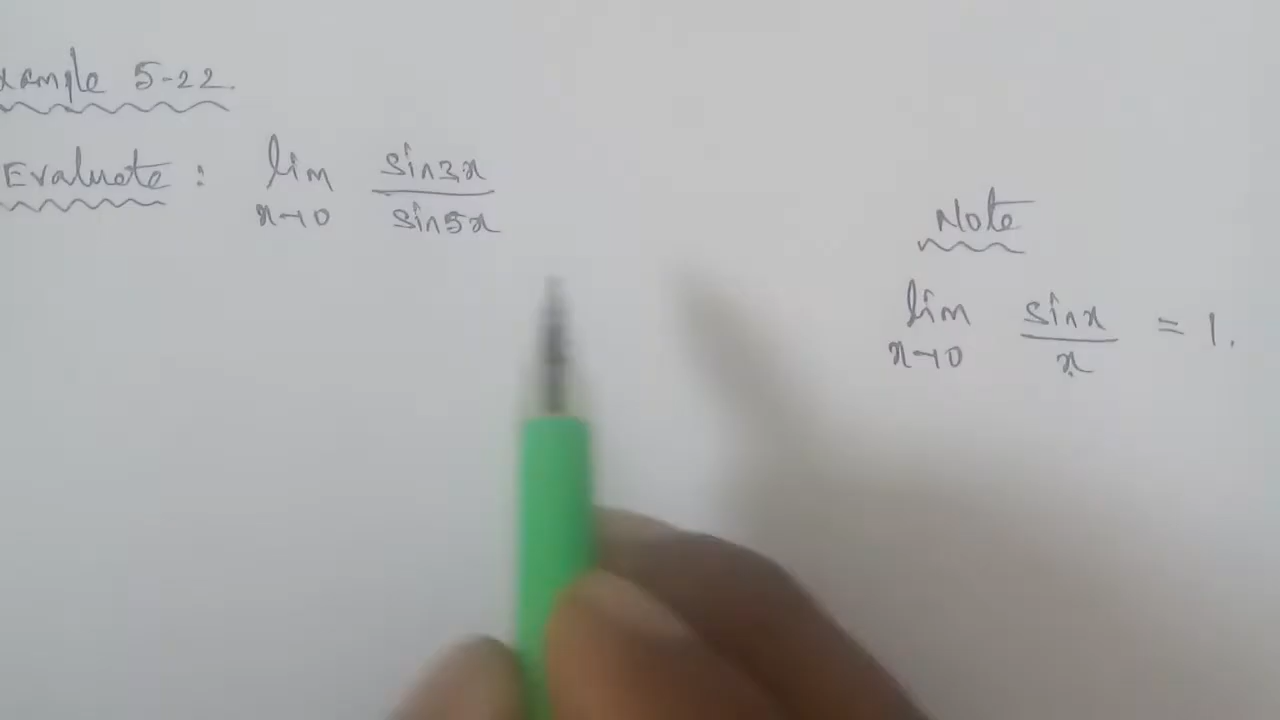 xample 5-22.
Evaluate : lim x→0 sin3x / sin5x
Note
lim x→0 sinx / x = 1.